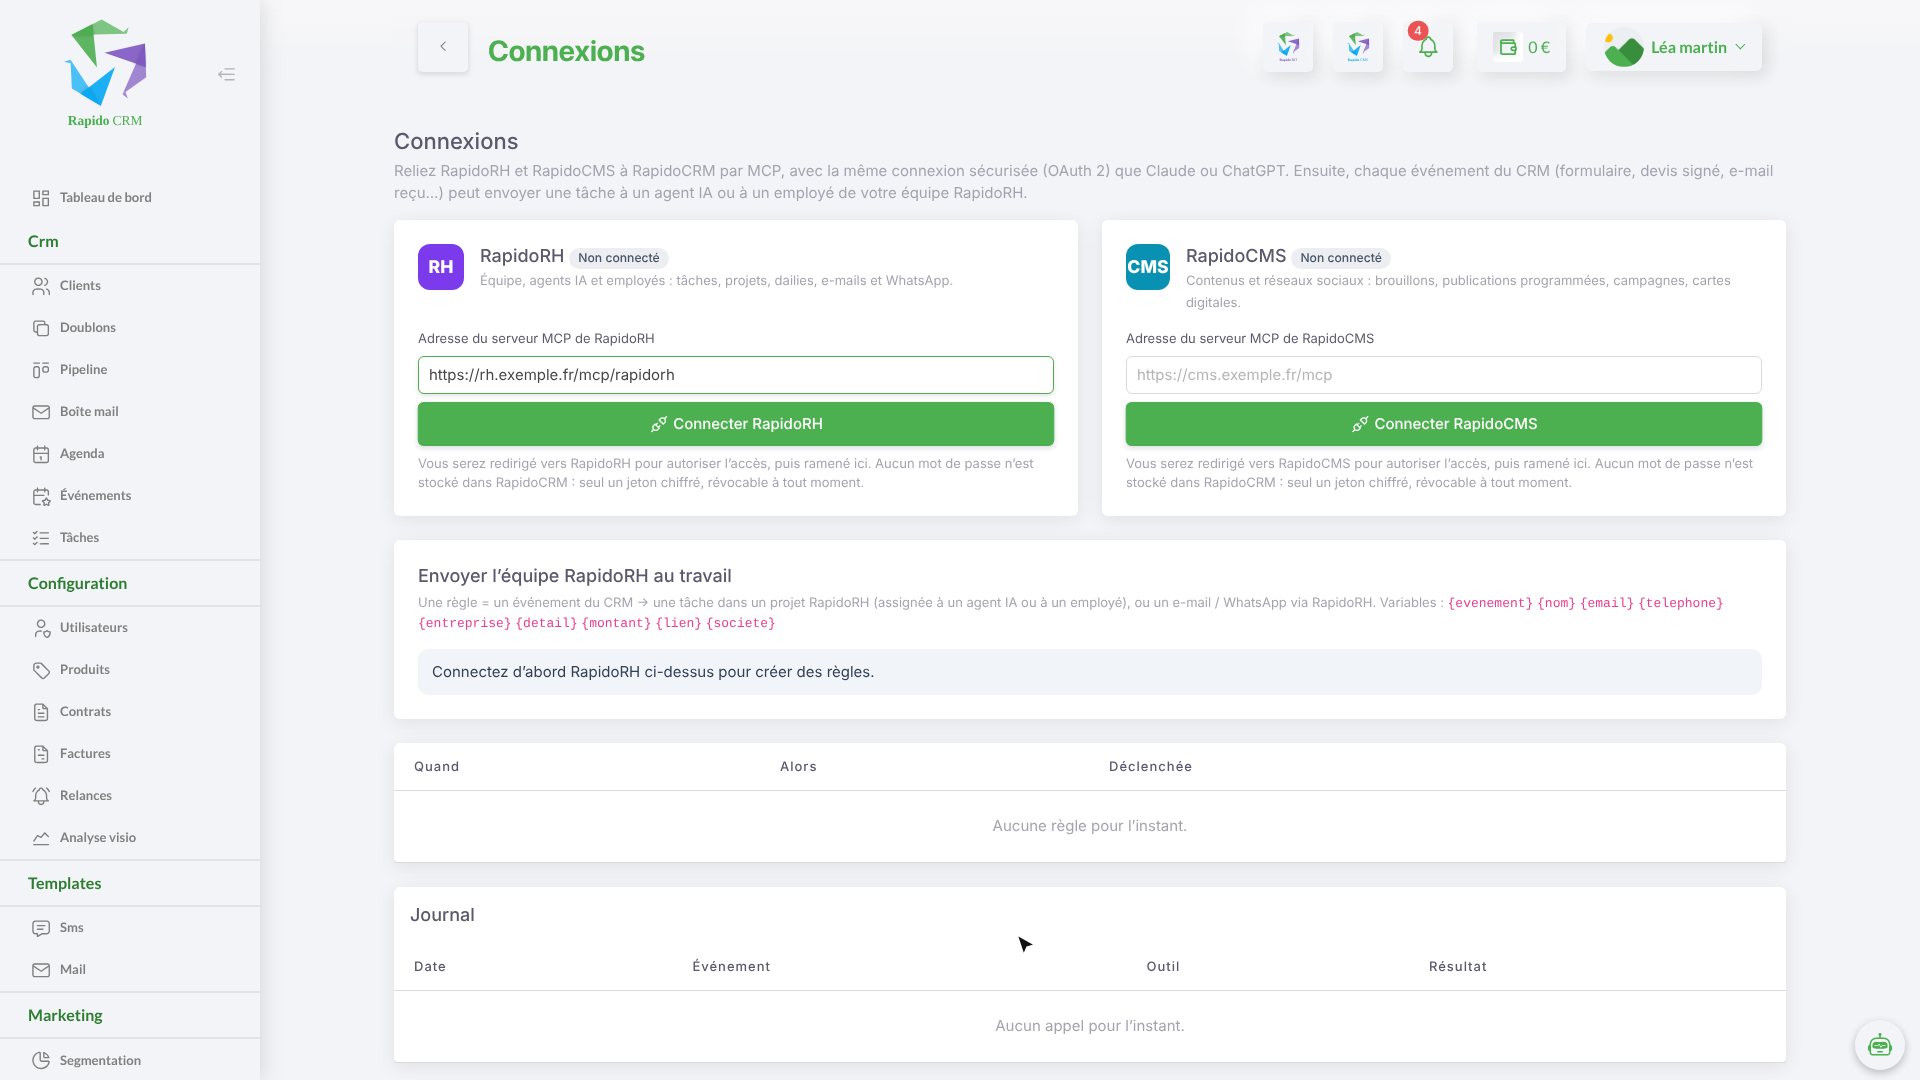 Rapido CRM
Tableau de bord
Crm
Clients
Doublons
Pipeline
Boîte mail
Agenda
Événements
Tâches
Configuration
Utilisateurs
Produits
Contrats
Factures
Relances
Analyse visio
Templates
Sms
Mail
Marketing
Segmentation
Connexions
4
0 €
Léa martin
Connexions
Reliez RapidoRH et RapidoCMS à RapidoCRM par MCP, avec la même connexion sécurisée (OAuth 2) que Claude ou ChatGPT. Ensuite, chaque événement du CRM (formulaire, devis signé, e-mail
reçu…) peut envoyer une tâche à un agent IA ou à un employé de votre équipe RapidoRH.
RH
RapidoRH Non connecté
Équipe, agents IA et employés : tâches, projets, dailies, e-mails et WhatsApp.
Adresse du serveur MCP de RapidoRH
https://rh.exemple.fr/mcp/rapidorh
Connecter RapidoRH
Vous serez redirigé vers RapidoRH pour autoriser l’accès, puis ramené ici. Aucun mot de passe n’est
stocké dans RapidoCRM : seul un jeton chiffré, révocable à tout moment.
CMS
RapidoCMS Non connecté
Contenus et réseaux sociaux : brouillons, publications programmées, campagnes, cartes
digitales.
Adresse du serveur MCP de RapidoCMS
https://cms.exemple.fr/mcp
Connecter RapidoCMS
Vous serez redirigé vers RapidoCMS pour autoriser l’accès, puis ramené ici. Aucun mot de passe n’est
stocké dans RapidoCRM : seul un jeton chiffré, révocable à tout moment.
Envoyer l’équipe RapidoRH au travail
Une règle = un événement du CRM → une tâche dans un projet RapidoRH (assignée à un agent IA ou à un employé), ou un e-mail / WhatsApp via RapidoRH. Variables : {evenement} {nom} {email} {telephone}
{entreprise} {detail} {montant} {lien} {societe}
Connectez d’abord RapidoRH ci-dessus pour créer des règles.
Quand Alors Déclenchée
Aucune règle pour l’instant.
Journal
Date Événement Outil Résultat
Aucun appel pour l’instant.